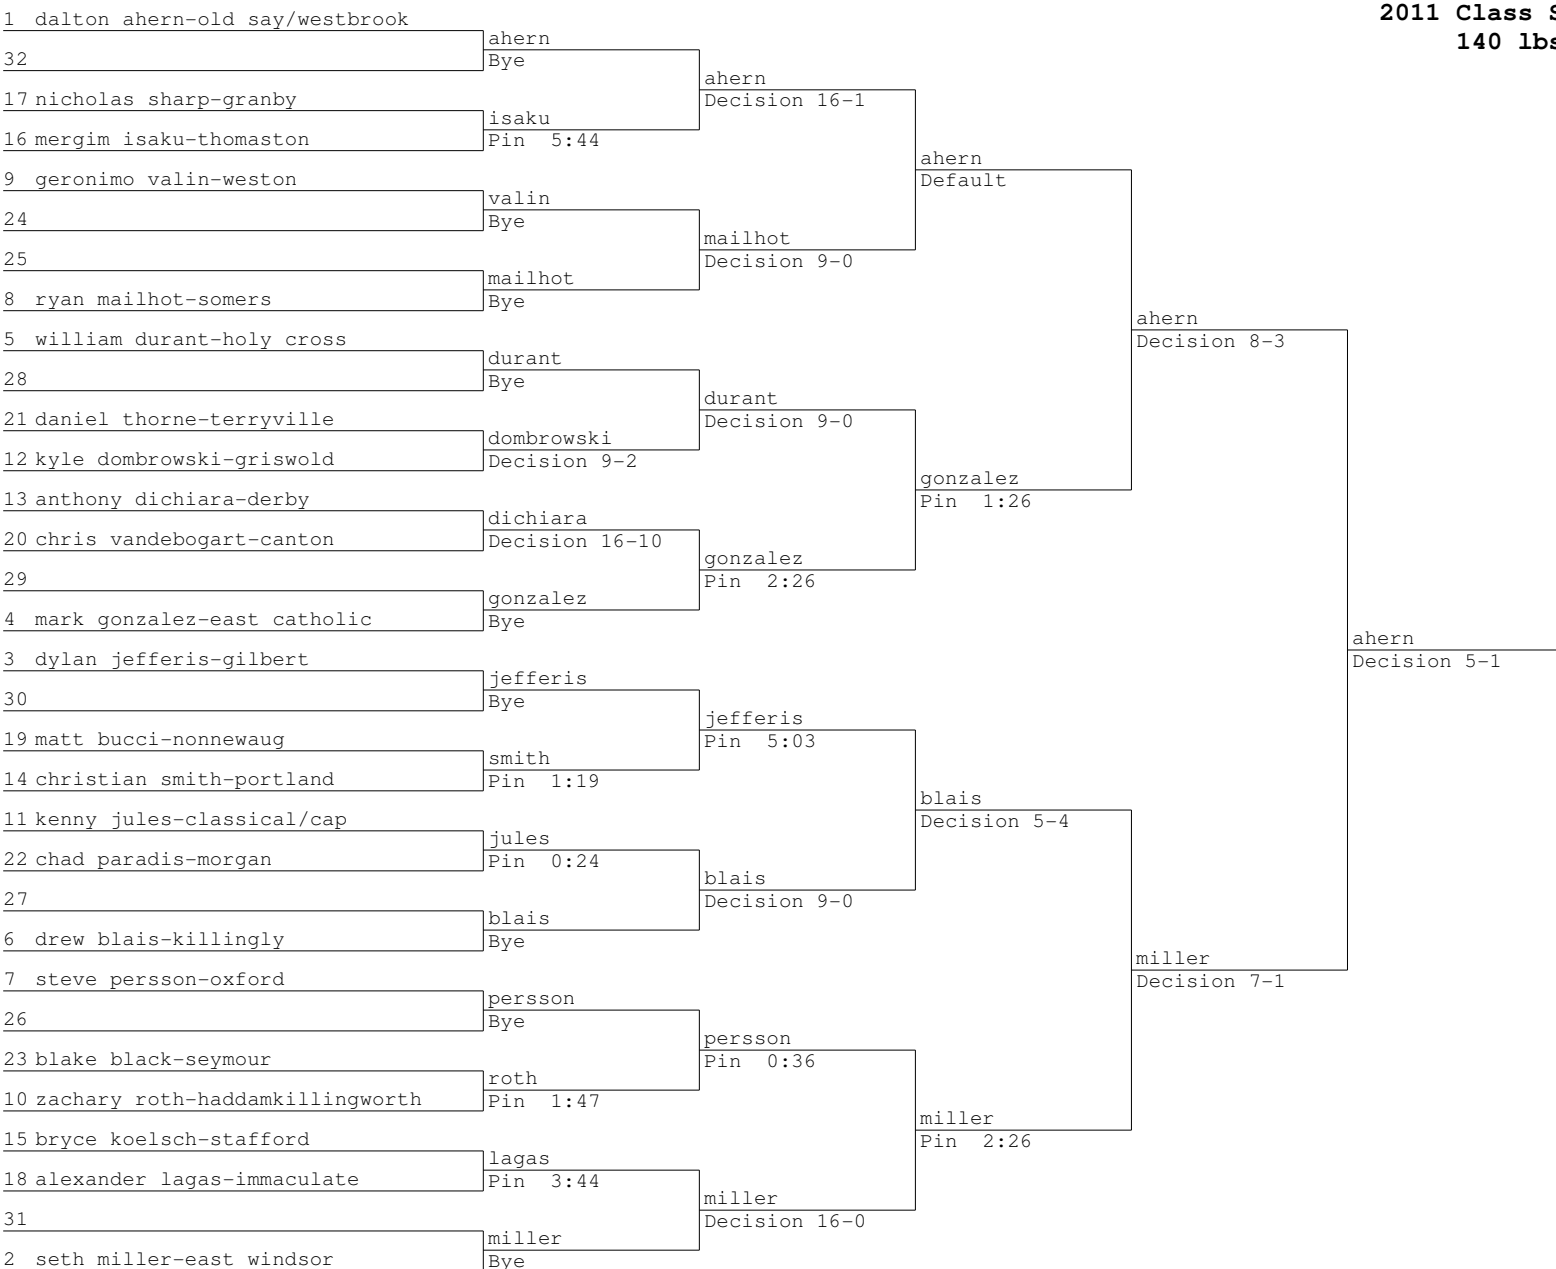 2011 Class S
140 lbs
1 dalton ahern-old say/westbrook
32
17 nicholas sharp-granby
16 mergim isaku-thomaston
9 geronimo valin-weston
24
25
8 ryan mailhot-somers
5 william durant-holy cross
28
21 daniel thorne-terryville
12 kyle dombrowski-griswold
13 anthony dichiara-derby
20 chris vandebogart-canton
29
4 mark gonzalez-east catholic
3 dylan jefferis-gilbert
30
19 matt bucci-nonnewaug
14 christian smith-portland
11 kenny jules-classical/cap
22 chad paradis-morgan
27
6 drew blais-killingly
7 steve persson-oxford
26
23 blake black-seymour
10 zachary roth-haddamkillingworth
15 bryce koelsch-stafford
18 alexander lagas-immaculate
31
2 seth miller-east windsor
ahern
Bye
isaku
Pin 5:44
valin
Bye
mailhot
Bye
durant
Bye
dombrowski
Decision 9-2
dichiara
Decision 16-10
gonzalez
Bye
jefferis
Bye
smith
Pin 1:19
jules
Pin 0:24
blais
Bye
persson
Bye
roth
Pin 1:47
lagas
Pin 3:44
miller
Bye
ahern
Decision 16-1
mailhot
Decision 9-0
durant
Decision 9-0
gonzalez
Pin 2:26
jefferis
Pin 5:03
blais
Decision 9-0
persson
Pin 0:36
miller
Decision 16-0
ahern
Default
gonzalez
Pin 1:26
blais
Decision 5-4
miller
Pin 2:26
ahern
Decision 8-3
miller
Decision 7-1
ahern
Decision 5-1